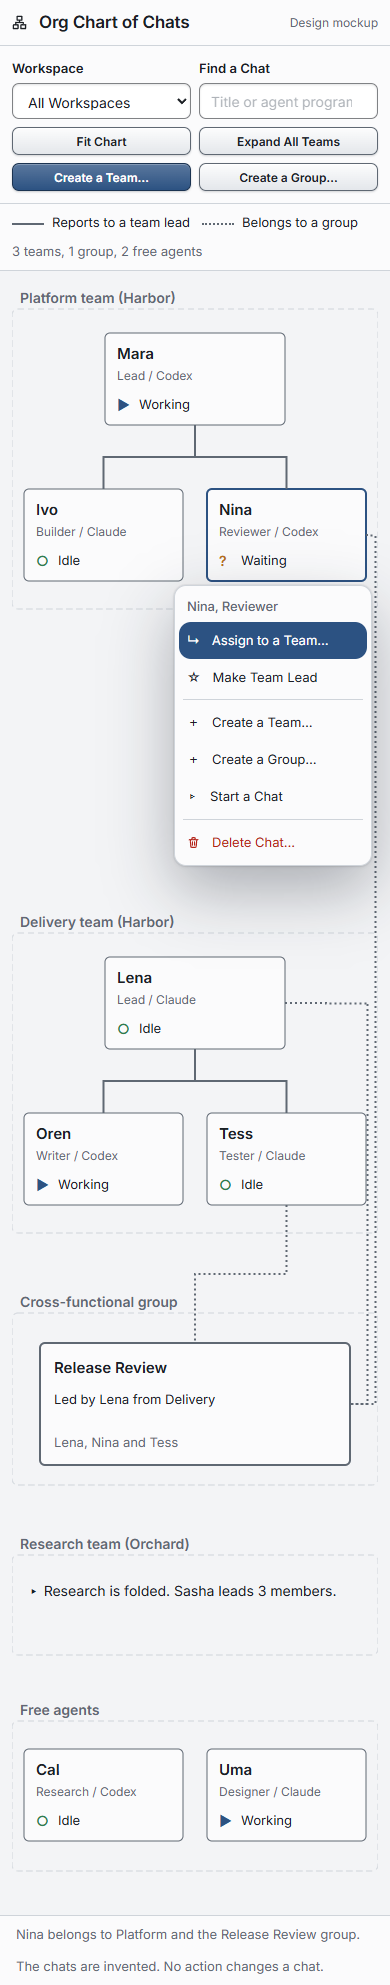 Org Chart of Chats
Design mockup
Workspace
Find a Chat
All Workspaces
Title or agent program
Fit Chart
Expand All Teams
Create a Team...
Create a Group...
Reports to a team lead
Belongs to a group
3 teams, 1 group, 2 free agents
Platform team (Harbor)
Mara
Lead / Codex
Working
Ivo
Builder / Claude
Idle
Nina
Reviewer / Codex
? Waiting
Nina, Reviewer
Assign to a Team...
Make Team Lead
+ Create a Team...
+ Create a Group...
Start a Chat
Delete Chat...
Delivery team (Harbor)
Lena
Lead / Claude
Idle
Oren
Writer / Codex
Working
Tess
Tester / Claude
Idle
Cross-functional group
Release Review
Led by Lena from Delivery
Lena, Nina and Tess
Research team (Orchard)
Research is folded. Sasha leads 3 members.
Free agents
Cal
Research / Codex
Idle
Uma
Designer / Claude
Working
Nina belongs to Platform and the Release Review group.
The chats are invented. No action changes a chat.